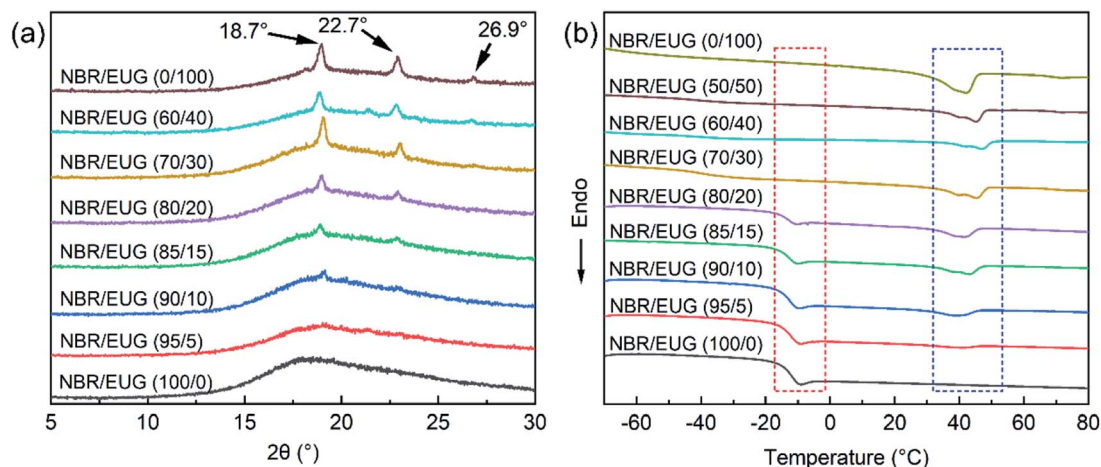 (a)
18.7°
22.7°
26.9°
NBR/EUG (0/100)
NBR/EUG (60/40)
NBR/EUG (70/30)
NBR/EUG (80/20)
NBR/EUG (85/15)
NBR/EUG (90/10)
NBR/EUG (95/5)
NBR/EUG (100/0)
5 10 15 20 25 30
2θ (°)
(b)
NBR/EUG (0/100)
NBR/EUG (50/50)
NBR/EUG (60/40)
NBR/EUG (70/30)
NBR/EUG (80/20)
NBR/EUG (85/15)
NBR/EUG (90/10)
NBR/EUG (95/5)
NBR/EUG (100/0)
Endo
-60 -40 -20 0 20 40 60 80
Temperature (°C)